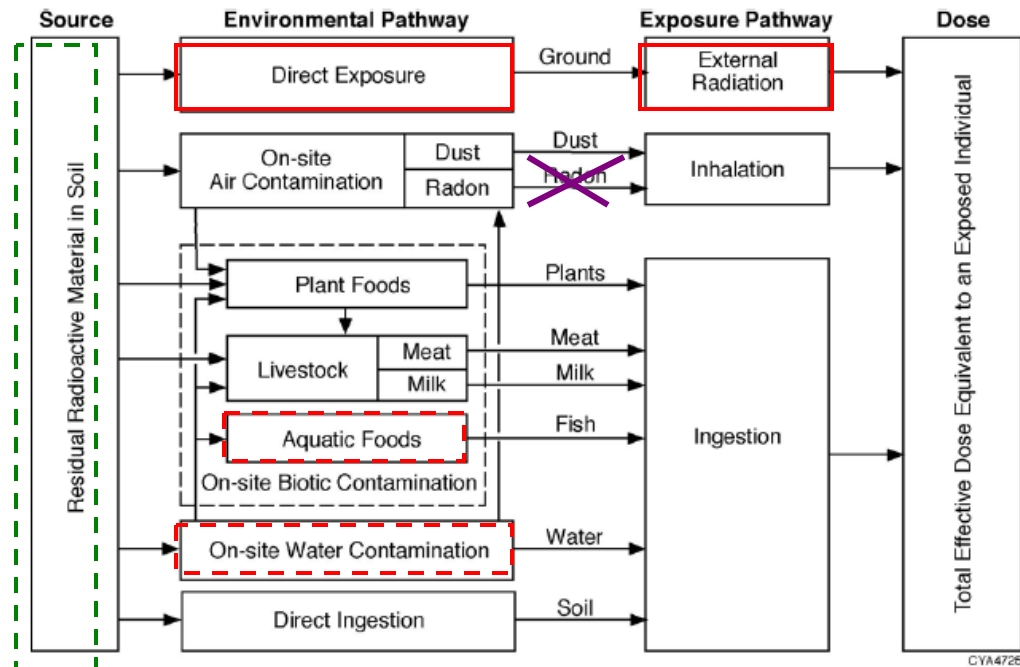 Source
Environmental Pathway
Exposure Pathway
Dose
Residual Radioactive Material in Soil
Direct Exposure
Ground
External
Radiation
On-site
Air Contamination
Dust
Radon
Dust
Radon
Inhalation
Plant Foods
Plants
Livestock
Meat
Milk
Meat
Milk
Aquatic Foods
Fish
On-site Biotic Contamination
Ingestion
On-site Water Contamination
Water
Direct Ingestion
Soil
Total Effective Dose Equivalent to an Exposed Individual